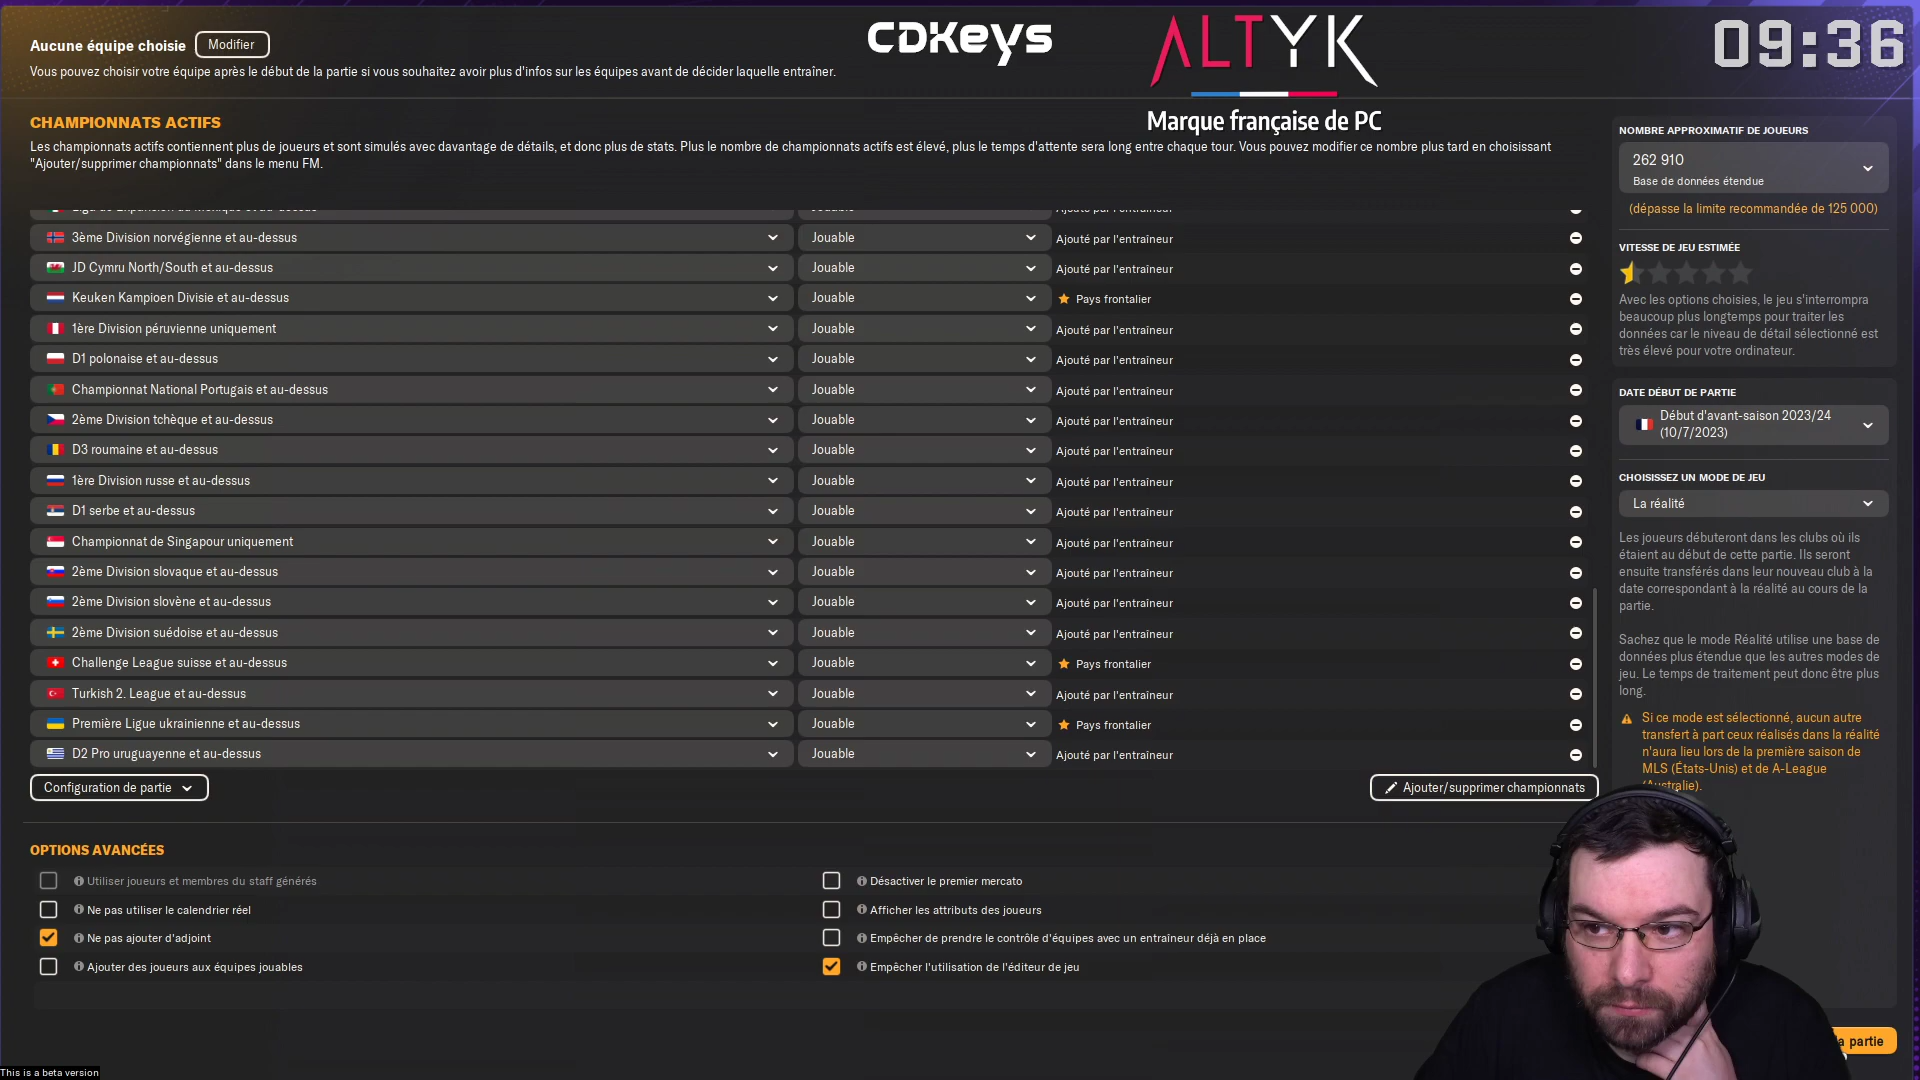 Aucune équipe choisie
Modifier
Vous pouvez choisir votre équipe après le début de la partie si vous souhaitez avoir plus d'infos sur les équipes avant de décider laquelle entraîner.
CDKeys
ALTYK
Marque française de PC
09:36
CHAMPIONNATS ACTIFS
Les championnats actifs contiennent plus de joueurs et sont simulés avec davantage de détails, et donc plus de stats. Plus le nombre de championnats actifs est élevé, plus le temps d'attente sera long entre chaque tour. Vous pouvez modifier ce nombre plus tard en choisissant
"Ajouter/supprimer championnats" dans le menu FM.
3ème Division norvégienne et au-dessus Jouable Ajouté par l'entraîneur
JD Cymru North/South et au-dessus Jouable Ajouté par l'entraîneur
Keuken Kampioen Divisie et au-dessus Jouable Pays frontalier
1ère Division péruvienne uniquement Jouable Ajouté par l'entraîneur
D1 polonaise et au-dessus Jouable Ajouté par l'entraîneur
Championnat National Portugais et au-dessus Jouable Ajouté par l'entraîneur
2ème Division tchèque et au-dessus Jouable Ajouté par l'entraîneur
D3 roumaine et au-dessus Jouable Ajouté par l'entraîneur
1ère Division russe et au-dessus Jouable Ajouté par l'entraîneur
D1 serbe et au-dessus Jouable Ajouté par l'entraîneur
Championnat de Singapour uniquement Jouable Ajouté par l'entraîneur
2ème Division slovaque et au-dessus Jouable Ajouté par l'entraîneur
2ème Division slovène et au-dessus Jouable Ajouté par l'entraîneur
2ème Division suédoise et au-dessus Jouable Ajouté par l'entraîneur
Challenge League suisse et au-dessus Jouable Pays frontalier
Turkish 2. League et au-dessus Jouable Ajouté par l'entraîneur
Première Ligue ukrainienne et au-dessus Jouable Pays frontalier
D2 Pro uruguayenne et au-dessus Jouable Ajouté par l'entraîneur
Configuration de partie
Ajouter/supprimer championnats
OPTIONS AVANCÉES
Utiliser joueurs et membres du staff générés
Ne pas utiliser le calendrier réel
Ne pas ajouter d'adjoint
Ajouter des joueurs aux équipes jouables
Désactiver le premier mercato
Afficher les attributs des joueurs
Empêcher de prendre le contrôle d'équipes avec un entraîneur déjà en place
Empêcher l'utilisation de l'éditeur de jeu
NOMBRE APPROXIMATIF DE JOUEURS
262 910
Base de données étendue
(dépasse la limite recommandée de 125 000)
VITESSE DE JEU ESTIMÉE
Avec les options choisies, le jeu s'interrompra
beaucoup plus longtemps pour traiter les
données car le niveau de détail sélectionné est
très élevé pour votre ordinateur.
DATE DÉBUT DE PARTIE
Début d'avant-saison 2023/24
(10/7/2023)
CHOISISSEZ UN MODE DE JEU
La réalité
Les joueurs débuteront dans les clubs où ils
étaient au début de cette partie. Ils seront
ensuite transférés dans leur nouveau club à la
date correspondant à la réalité au cours de la
partie.
Sachez que le mode Réalité utilise une base de
données plus étendue que les autres modes de
jeu. Le temps de traitement peut donc être plus
long.
Si ce mode est sélectionné, aucun autre
transfert à part ceux réalisés dans la réalité
n'aura lieu lors de la première saison de
MLS (États-Unis) et de A-League
(Australie).
a partie
This is a beta version